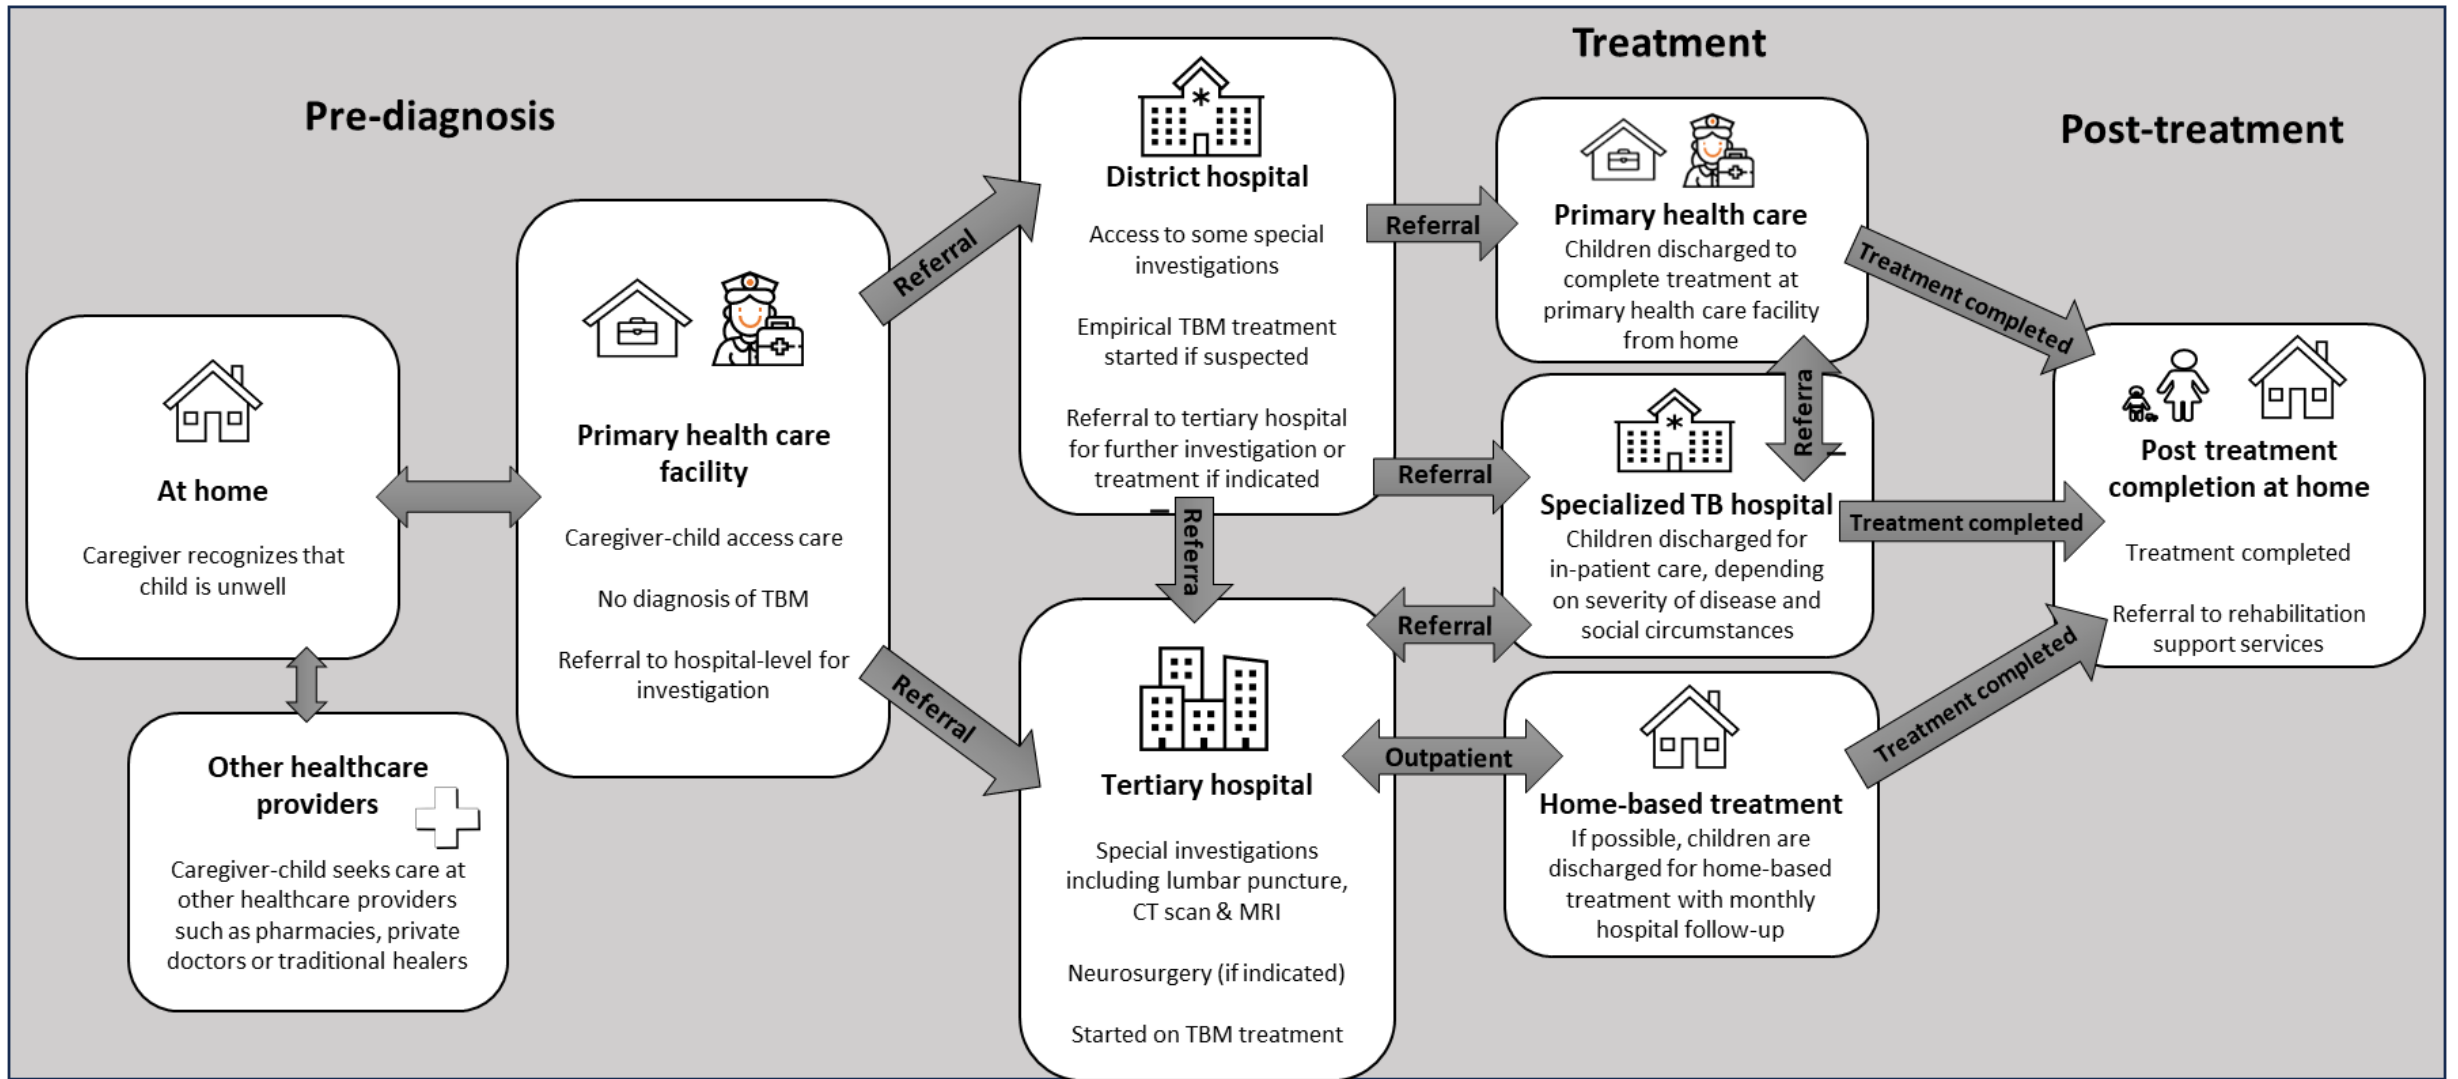 Pre-diagnosis
Treatment
Post-treatment
At home
Caregiver recognizes that
child is unwell
Other healthcare
providers
Caregiver-child seeks care at
other healthcare providers
such as pharmacies, private
doctors or traditional healers
Primary health care
facility
Caregiver-child access care
No diagnosis of TBM
Referral to hospital-level for
investigation
Referral
Referral
District hospital
Access to some special
investigations
Empirical TBM treatment
started if suspected
Referral to tertiary hospital
for further investigation or
treatment if indicated
Referra
Tertiary hospital
Special investigations
including lumbar puncture,
CT scan & MRI
Neurosurgery (if indicated)
Started on TBM treatment
Referral
Referral
Referral
Outpatient
Primary health care
Children discharged to
complete treatment at
primary health care facility
from home
Referra
Specialized TB hospital
Children discharged for
in-patient care, depending
on severity of disease and
social circumstances
Home-based treatment
If possible, children are
discharged for home-based
treatment with monthly
hospital follow-up
Treatment completed
Treatment completed
Treatment completed
Post treatment
completion at home
Treatment completed
Referral to rehabilitation
support services